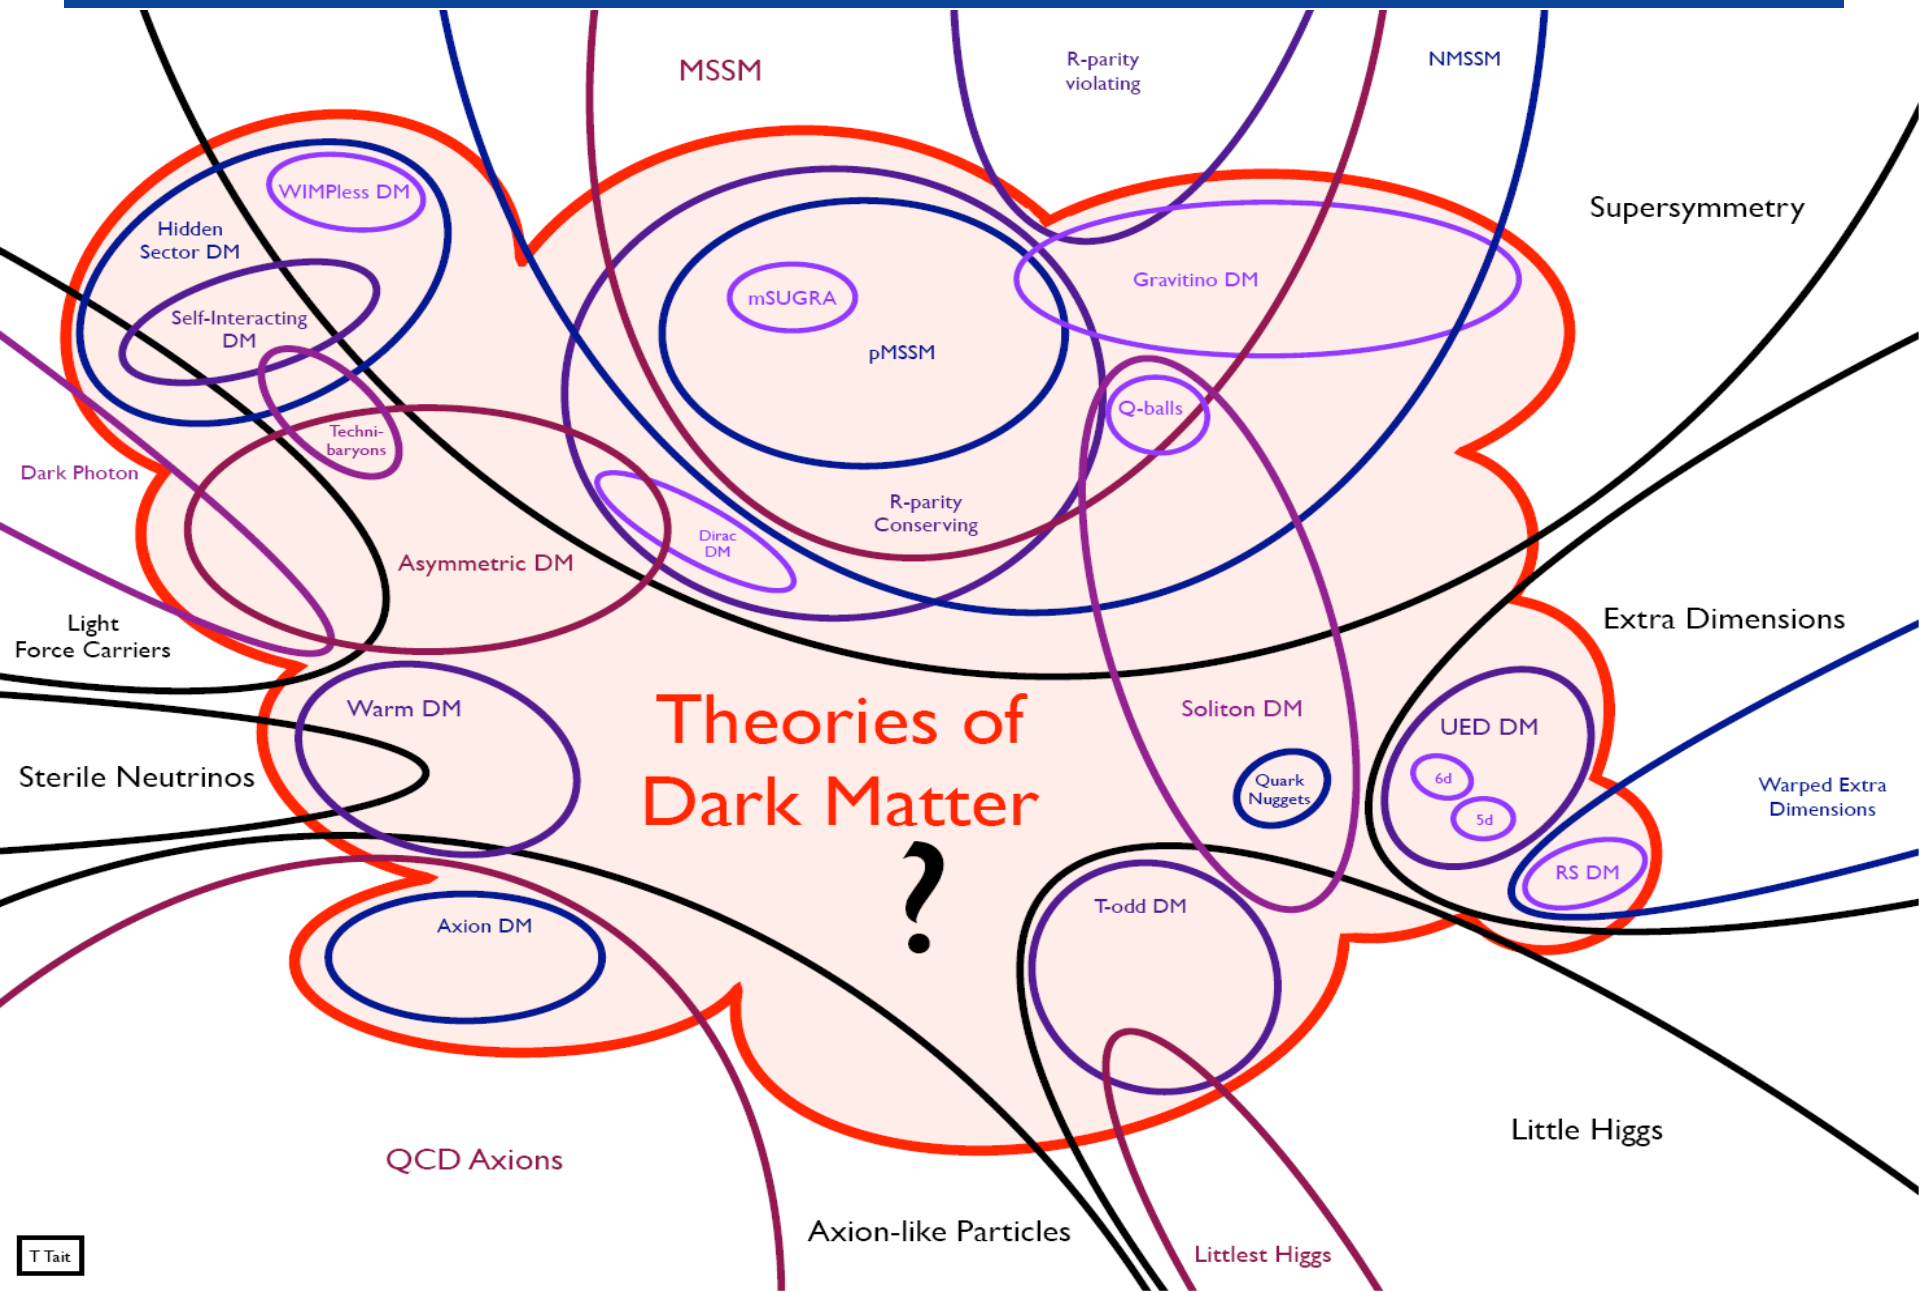 MSSM
R-parity
violating
NMSSM
WIMPless DM
Hidden
Sector DM
Supersymmetry
Gravitino DM
mSUGRA
Self-Interacting
DM
pMSSM
Q-balls
Techni-
baryons
Dark Photon
R-parity
Conserving
Dirac
DM
Asymmetric DM
Light
Force Carriers
Extra Dimensions
Warm DM
Theories of
Dark Matter
?
Soliton DM
UED DM
Sterile Neutrinos
Quark
Nuggets
6d
5d
Warped Extra
Dimensions
RS DM
T-odd DM
Axion DM
Little Higgs
QCD Axions
Axion-like Particles
Littlest Higgs
T Tait